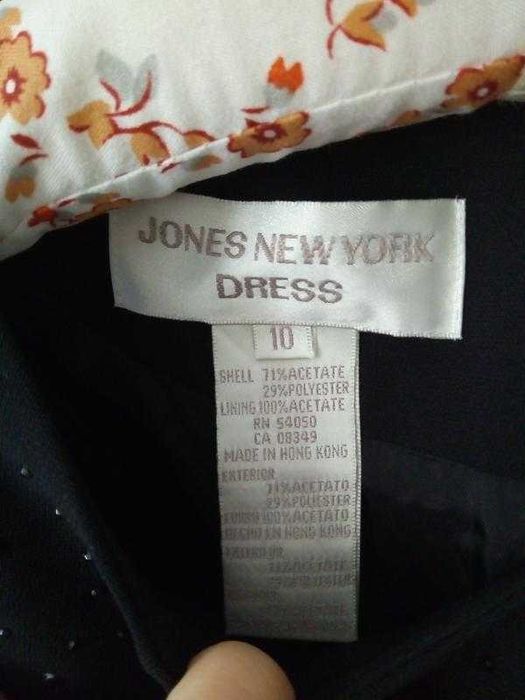 JONES NEW YORK
DRESS
10
SHELL 71% ACETATE
29% POLYESTER
LINING 100% ACETATE
RN 54050
CA 08349
MADE IN HONG KONG
EXTERIOR
71% ACETATO
29% POLIESTER
FORRO 100% ACETATO
HECHO EN HONG KONG